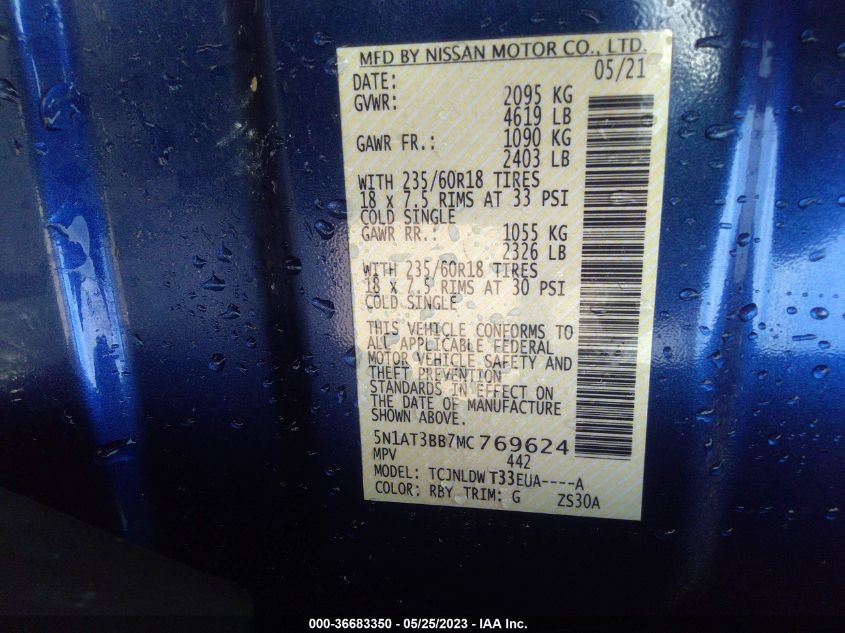 MFD BY NISSAN MOTOR CO., LTD.
DATE: 05/21
GVWR: 2095 KG
4619 LB
GAWR FR.: 1090 KG
2403 LB
WITH 235/60R18 TIRES
18 x 7.5 RIMS AT 33 PSI
COLD SINGLE
GAWR RR.: 1055 KG
2326 LB
WITH 235/60R18 TIRES
18 x 7.5 RIMS AT 30 PSI
COLD SINGLE
THIS VEHICLE CONFORMS TO
ALL APPLICABLE FEDERAL
MOTOR VEHICLE SAFETY AND
THEFT PREVENTION
STANDARDS IN EFFECT ON
THE DATE OF MANUFACTURE
SHOWN ABOVE.
5N1AT3BB7MC769624
MPV 442
MODEL: TCJNLDWT33EUA----A
COLOR: RBY TRIM: G ZS30A
000-36683350 - 05/25/2023 - IAA Inc.